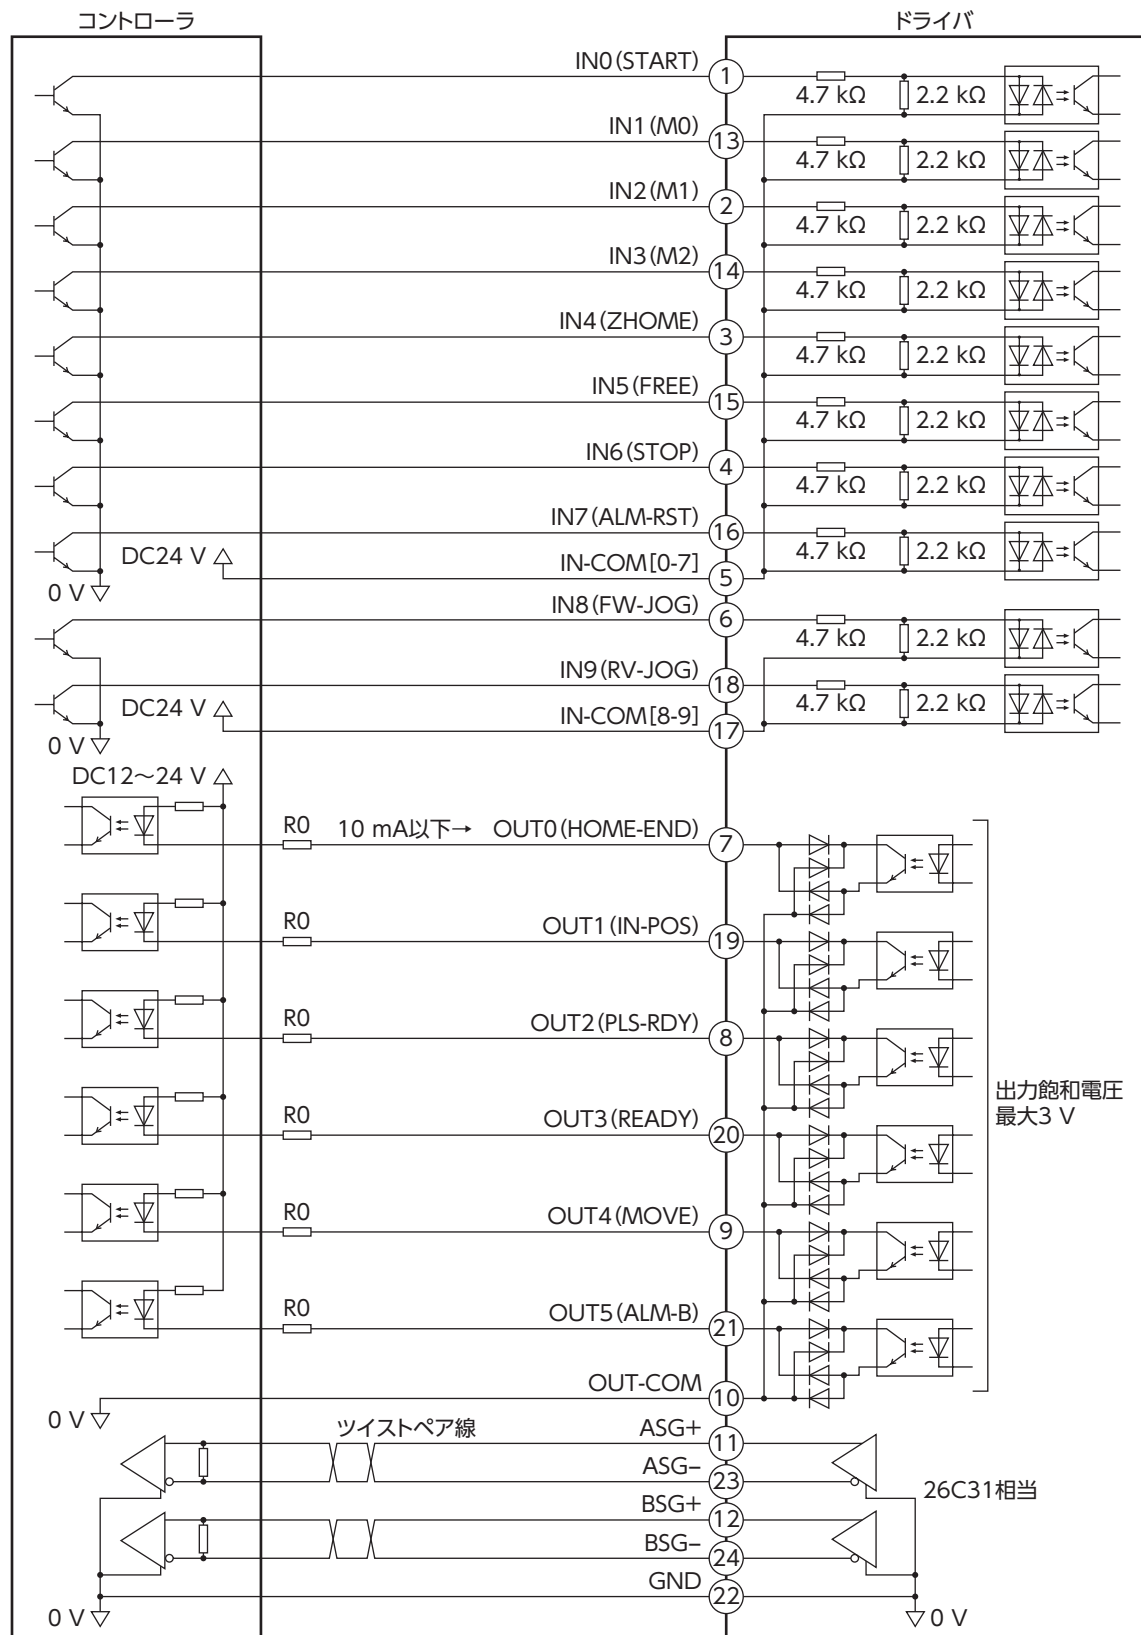 コントローラ
ドライバ
IN0(START)
1
4.7 kΩ
2.2 kΩ
IN1(M0)
13
4.7 kΩ
2.2 kΩ
IN2(M1)
2
4.7 kΩ
2.2 kΩ
IN3(M2)
14
4.7 kΩ
2.2 kΩ
IN4(ZHOME)
3
4.7 kΩ
2.2 kΩ
IN5(FREE)
15
4.7 kΩ
2.2 kΩ
IN6(STOP)
4
4.7 kΩ
2.2 kΩ
IN7(ALM-RST)
16
4.7 kΩ
2.2 kΩ
DC24 V
IN-COM[0-7]
5
0 V
IN8(FW-JOG)
6
4.7 kΩ
2.2 kΩ
IN9(RV-JOG)
18
4.7 kΩ
2.2 kΩ
DC24 V
IN-COM[8-9]
17
0 V
DC12～24 V
R0
10 mA以下→
OUT0(HOME-END)
7
R0
OUT1(IN-POS)
19
R0
OUT2(PLS-RDY)
8
出力飽和電圧
最大3 V
R0
OUT3(READY)
20
R0
OUT4(MOVE)
9
R0
OUT5(ALM-B)
21
OUT-COM
10
0 V
ツイストペア線
ASG+
11
ASG−
23
26C31相当
BSG+
12
BSG−
24
GND
22
0 V
0 V